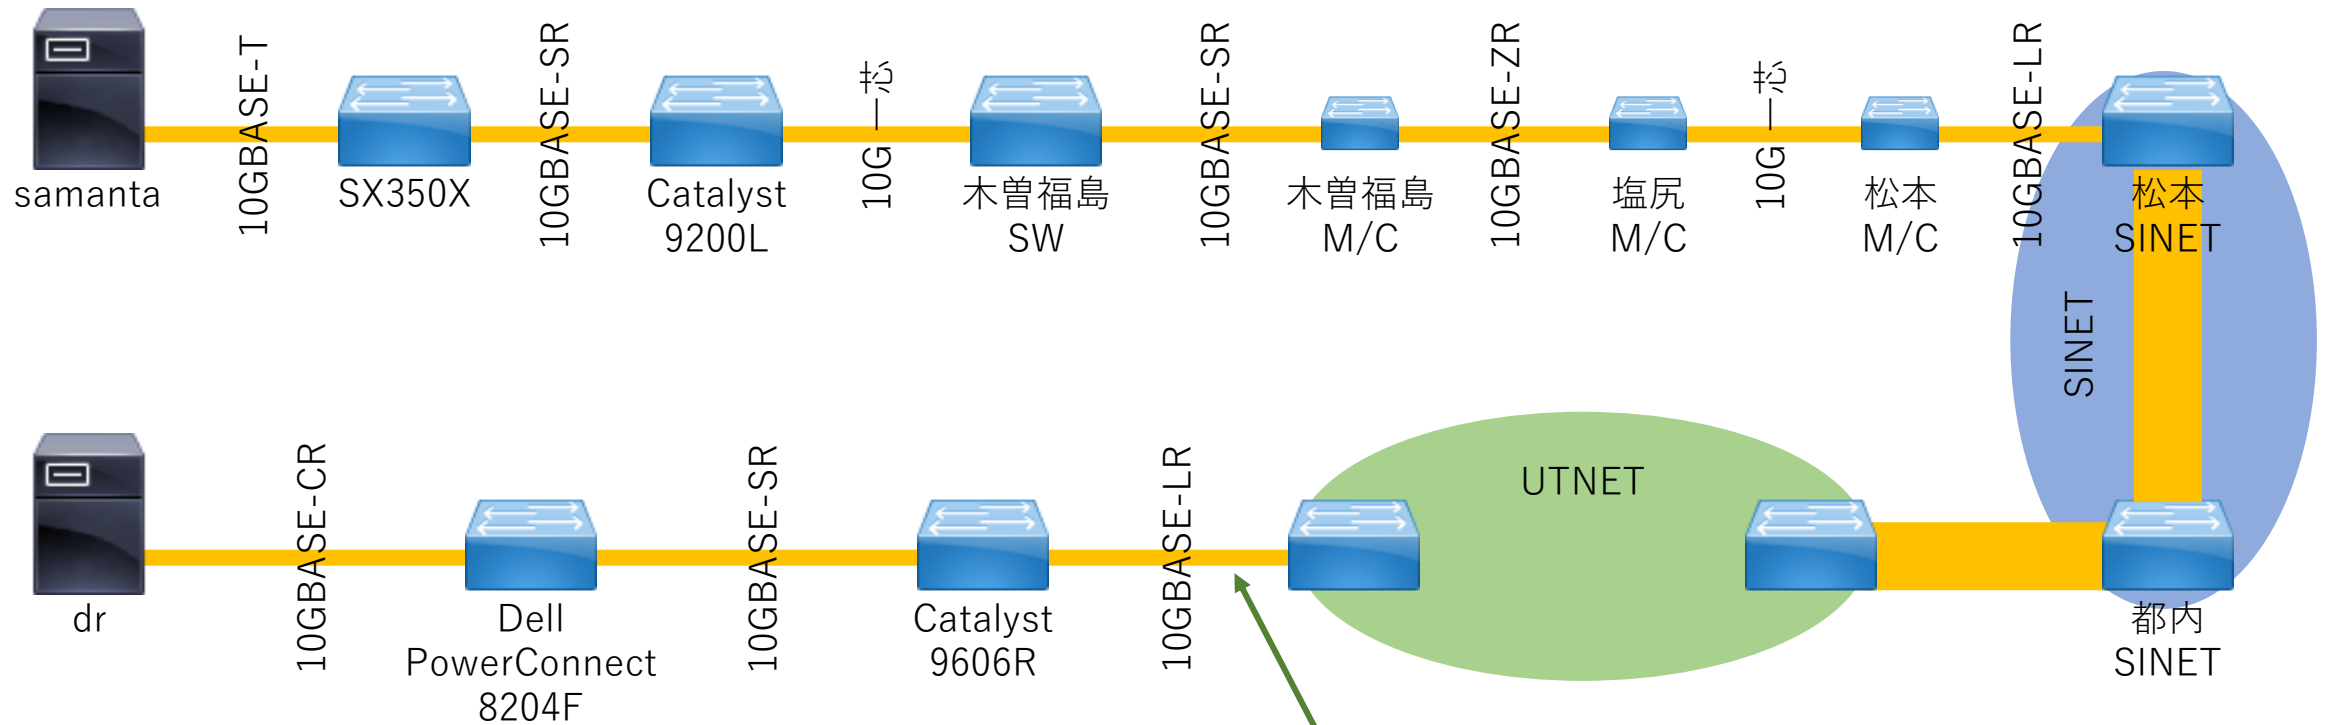 samanta
10GBASE-T
SX350X
10GBASE-SR
Catalyst
9200L
10G 一芯
木曽福島
SW
10GBASE-SR
木曽福島
M/C
10GBASE-ZR
塩尻
M/C
10G 一芯
松本
M/C
10GBASE-LR
松本
SINET
SINET
dr
10GBASE-CR
Dell
PowerConnect
8204F
10GBASE-SR
Catalyst
9606R
10GBASE-LR
UTNET
都内
SINET